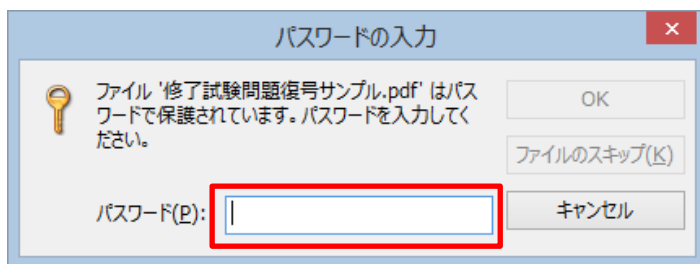 パスワードの入力
ファイル '修了試験問題復号サンプル.pdf' はパス
ワードで保護されています。パスワードを入力してく
ださい。
OK
ファイルのスキップ(K)
パスワード(P):
キャンセル